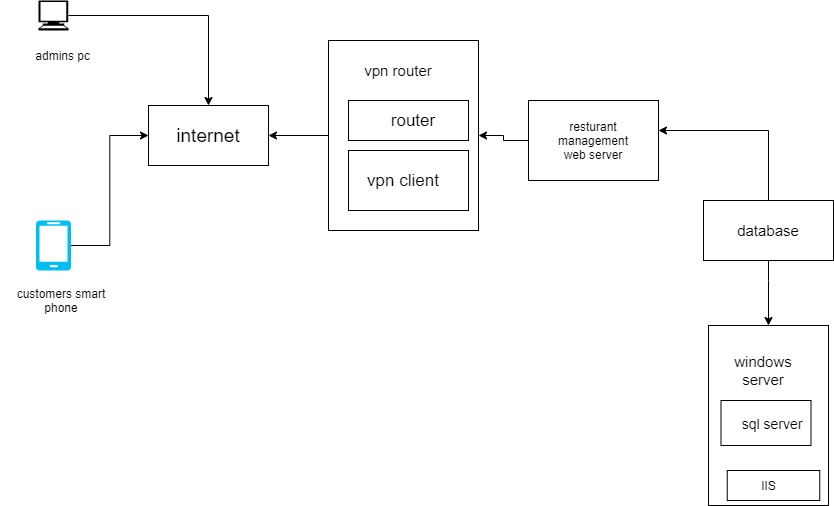 admins pc
vpn router
router
internet
resturant
management
web server
vpn client
database
customers smart
phone
windows
server
sql server
IIS